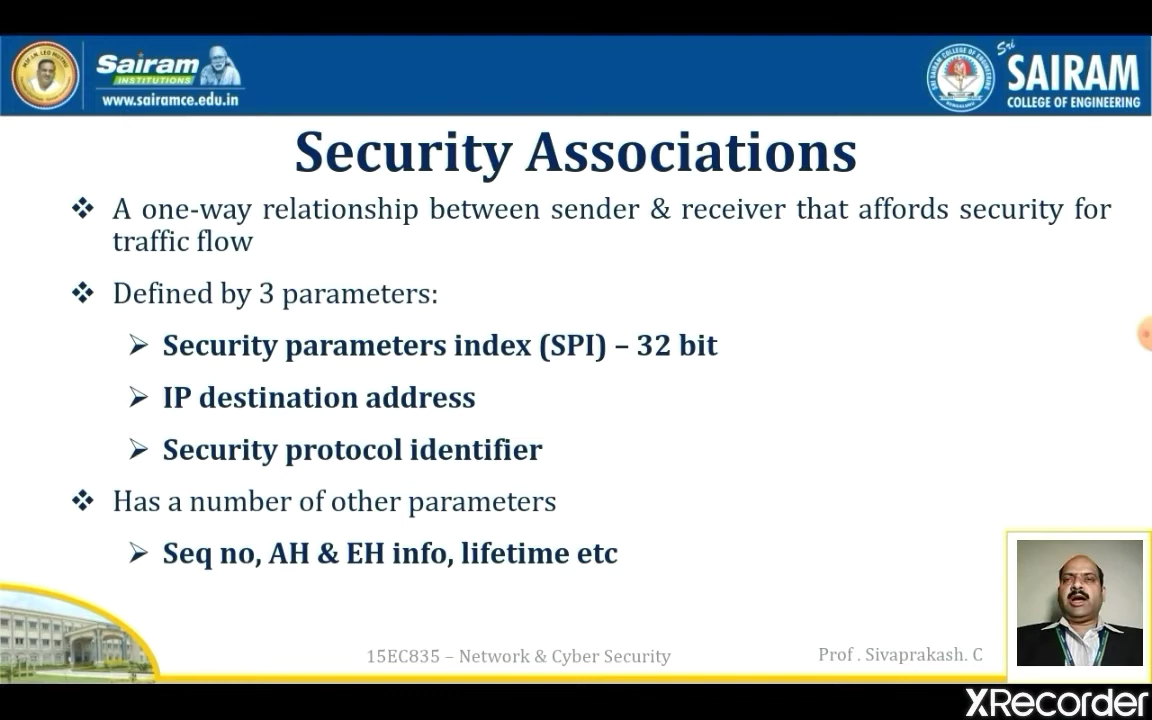 Sairam
INSTITUTIONS
www.sairamce.edu.in
Sri
SAIRAM
COLLEGE OF ENGINEERING
Security Associations
❖ A one-way relationship between sender & receiver that affords security for
traffic flow
❖ Defined by 3 parameters:
➢ Security parameters index (SPI) – 32 bit
➢ IP destination address
➢ Security protocol identifier
❖ Has a number of other parameters
➢ Seq no, AH & EH info, lifetime etc
15EC835 – Network & Cyber Security
Prof . Sivaprakash. C
XRecorder